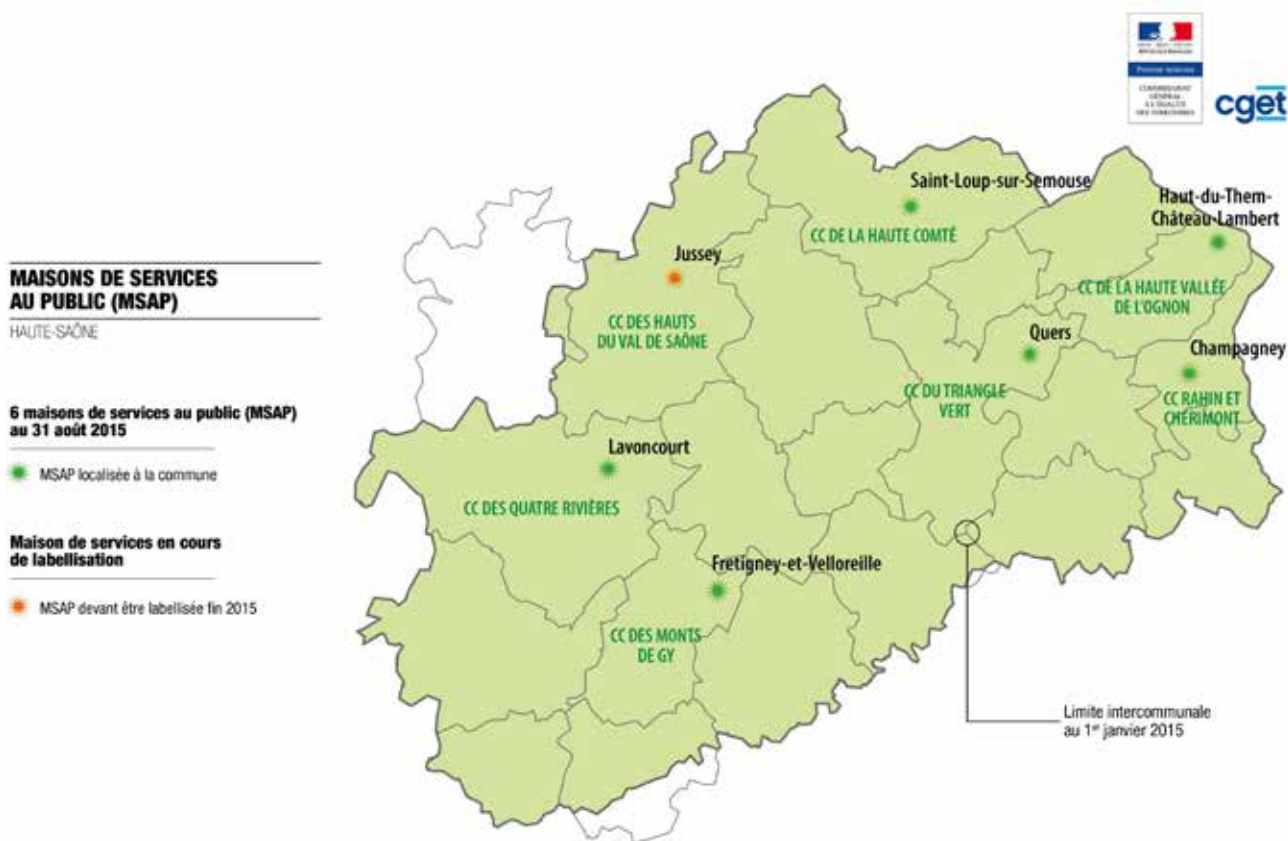 cget
MAISONS DE SERVICES
AU PUBLIC (MSAP)
HAUTE-SAÔNE
6 maisons de services au public (MSAP)
au 31 août 2015
MSAP localisée à la commune
Maison de services en cours
de labellisation
MSAP devant être labellisée fin 2015
Saint-Loup-sur-Semouse
CC DE LA HAUTE COMTÉ
Haut-du-Them-
Château-Lambert
CC DE LA HAUTE VALLÉE
DE L'OGNON
Jussey
CC DES HAUTS
DU VAL DE SAÔNE
Quers
CC DU TRIANGLE
VERT
Champagney
CC RAHIN ET
CHÉRIMONT
Lavoncourt
CC DES QUATRE RIVIÈRES
Fretigney-et-Velloreille
CC DES MONTS
DE GY
Limite intercommunale
au 1er janvier 2015